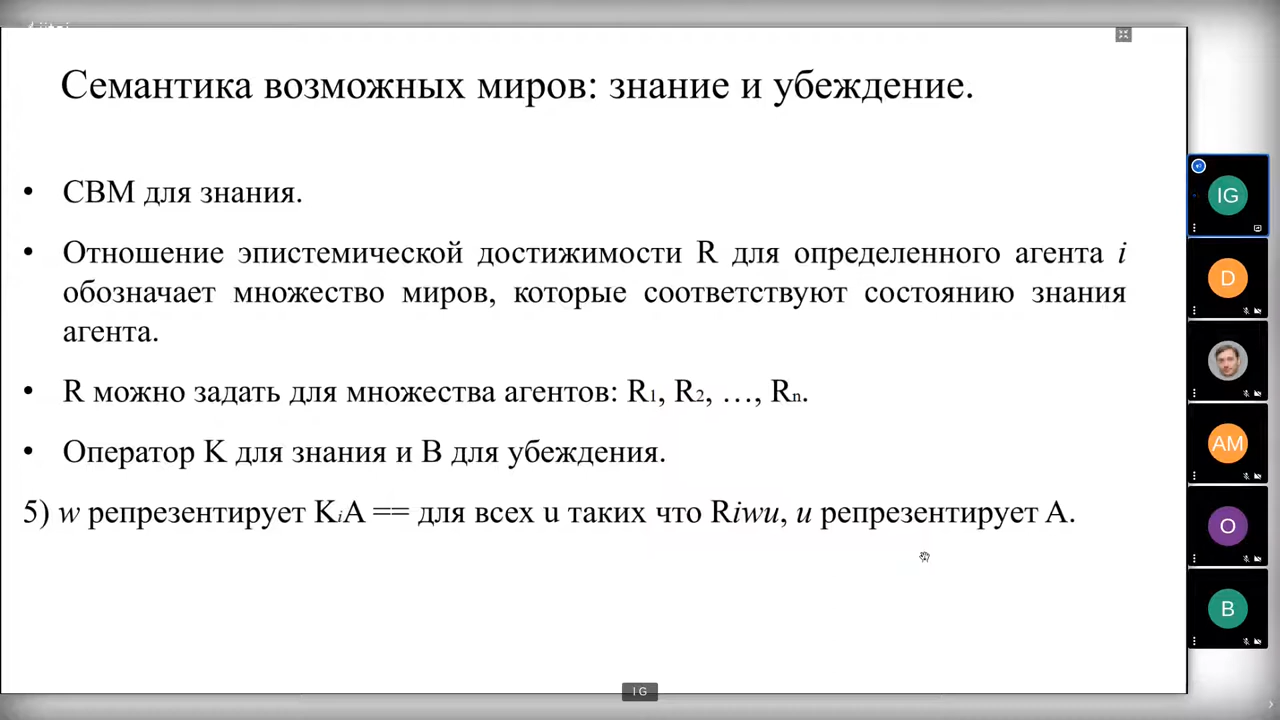 Семантика возможных миров: знание и убеждение.
• СВМ для знания.
• Отношение эпистемической достижимости R для определенного агента i
обозначает множество миров, которые соответствуют состоянию знания
агента.
• R можно задать для множества агентов: R1, R2, …, Rn.
• Оператор K для знания и B для убеждения.
5) w репрезентирует KiA == для всех u таких что Riwu, u репрезентирует A.
IG
D
AM
O
B
IG